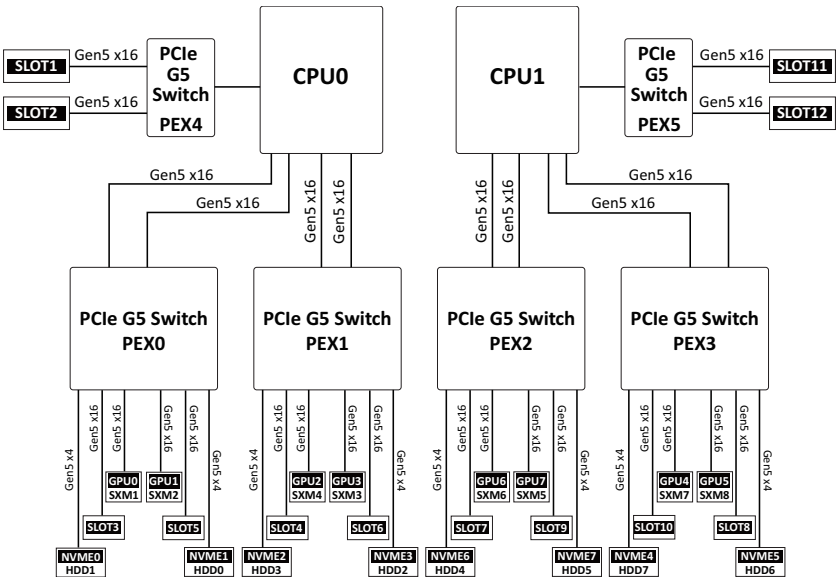 SLOT1
Gen5 x16
SLOT2
Gen5 x16
PCIe
G5
Switch
PEX4
CPU0
CPU1
PCIe
G5
Switch
PEX5
Gen5 x16
SLOT11
Gen5 x16
SLOT12
Gen5 x16
Gen5 x16
Gen5 x16
Gen5 x16
Gen5 x16
Gen5 x16
Gen5 x16
Gen5 x16
PCIe G5 Switch
PEX0
PCIe G5 Switch
PEX1
PCIe G5 Switch
PEX2
PCIe G5 Switch
PEX3
Gen5 x4
Gen5 x16
Gen5 x16
Gen5 x16
Gen5 x16
Gen5 x4
Gen5 x4
Gen5 x16
Gen5 x16
Gen5 x16
Gen5 x16
Gen5 x4
Gen5 x4
Gen5 x16
Gen5 x16
Gen5 x16
Gen5 x16
Gen5 x4
Gen5 x4
Gen5 x16
Gen5 x16
Gen5 x16
Gen5 x16
Gen5 x4
GPU0
SXM1
GPU1
SXM2
GPU2
SXM4
GPU3
SXM3
GPU6
SXM6
GPU7
SXM5
GPU4
SXM7
GPU5
SXM8
SLOT3
SLOT5
SLOT4
SLOT6
SLOT7
SLOT9
SLOT10
SLOT8
NVME0
HDD1
NVME1
HDD0
NVME2
HDD3
NVME3
HDD2
NVME6
HDD4
NVME7
HDD5
NVME4
HDD7
NVME5
HDD6